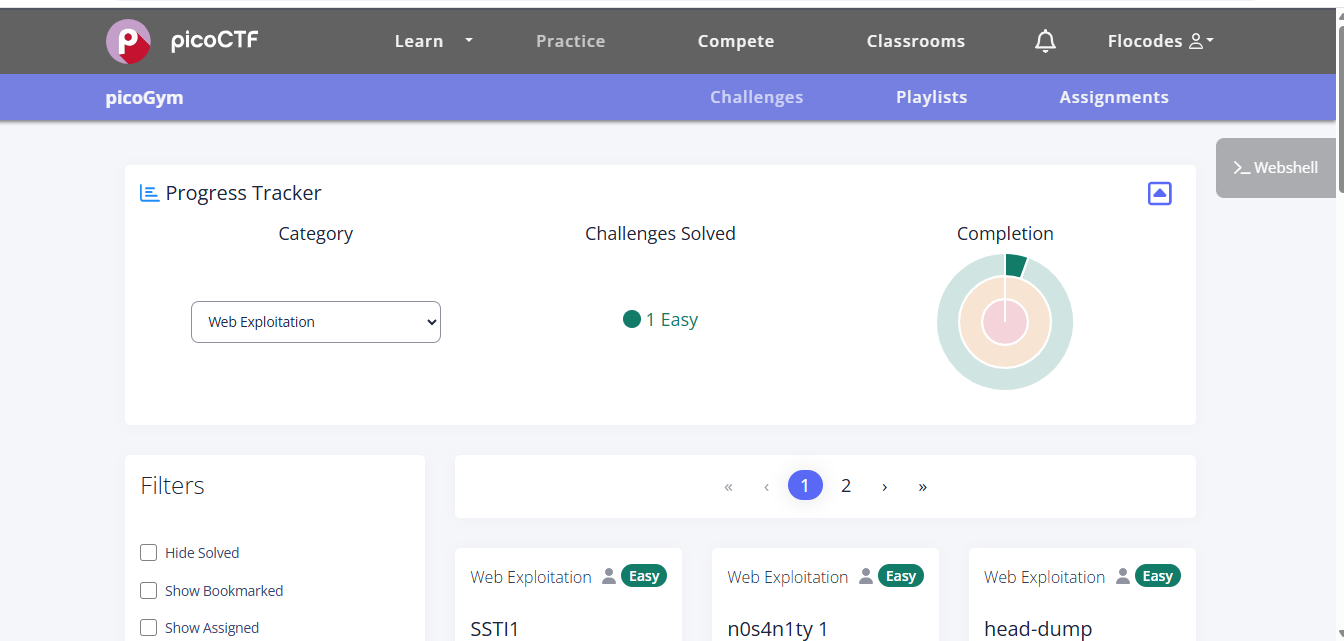 picoCTF Learn Practice Compete Classrooms Flocodes
picoGym Challenges Playlists Assignments
>_ Webshell
Progress Tracker
Category Challenges Solved Completion
Web Exploitation 1 Easy
Filters
« ‹ 1 2 › »
Hide Solved
Show Bookmarked
Show Assigned
Web Exploitation Easy
SSTI1
Web Exploitation Easy
n0s4n1ty 1
Web Exploitation Easy
head-dump